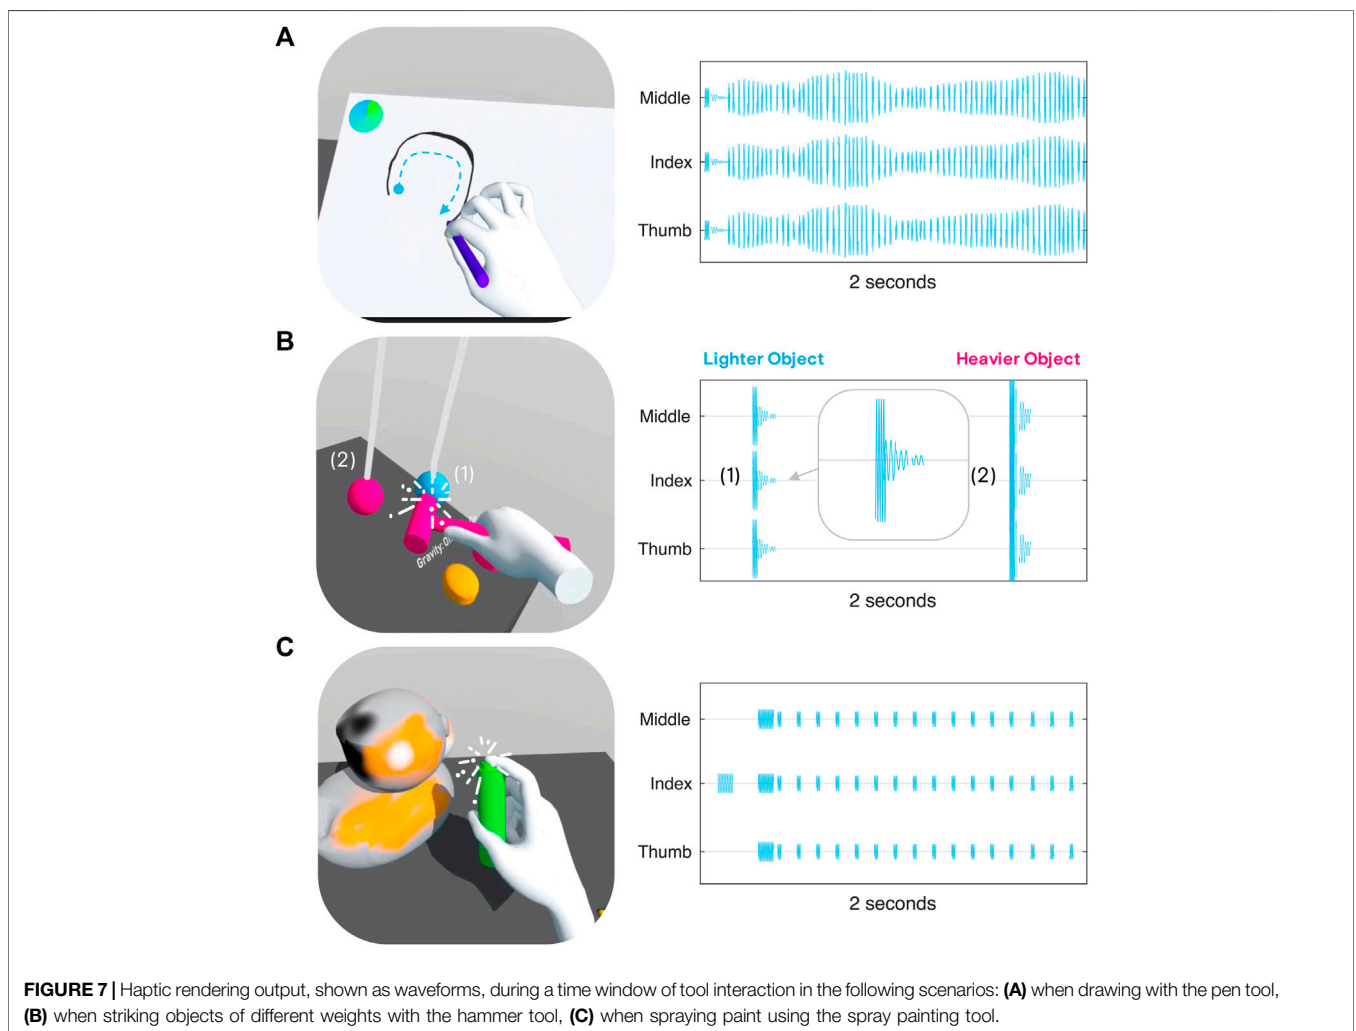 A
Middle
Index
Thumb
2 seconds
B
Lighter Object
Heavier Object
(2)
(1)
Middle
(1)
Index
(2)
Thumb
2 seconds
C
Middle
Index
Thumb
2 seconds
FIGURE 7 | Haptic rendering output, shown as waveforms, during a time window of tool interaction in the following scenarios: (A) when drawing with the pen tool,
(B) when striking objects of different weights with the hammer tool, (C) when spraying paint using the spray painting tool.